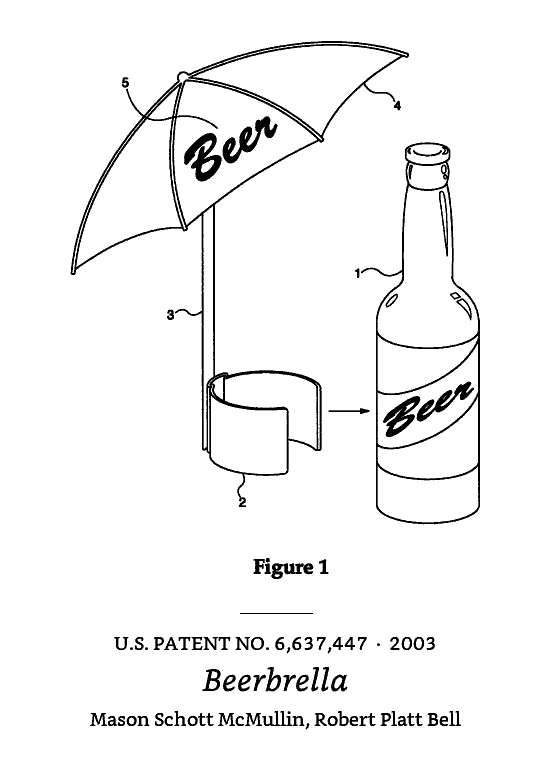 5
Beer
4
1
3
Beer
2
Figure 1
U.S. PATENT NO. 6,637,447 · 2003
Beerbrella
Mason Schott McMullin, Robert Platt Bell